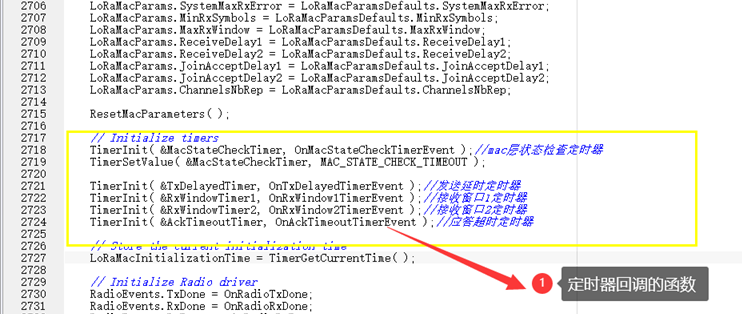 2706 LoRaMacParams.SystemMaxRxError = LoRaMacParamsDefaults.SystemMaxRxError;
2707 LoRaMacParams.MinRxSymbols = LoRaMacParamsDefaults.MinRxSymbols;
2708 LoRaMacParams.MaxRxWindow = LoRaMacParamsDefaults.MaxRxWindow;
2709 LoRaMacParams.ReceiveDelay1 = LoRaMacParamsDefaults.ReceiveDelay1;
2710 LoRaMacParams.ReceiveDelay2 = LoRaMacParamsDefaults.ReceiveDelay2;
2711 LoRaMacParams.JoinAcceptDelay1 = LoRaMacParamsDefaults.JoinAcceptDelay1;
2712 LoRaMacParams.JoinAcceptDelay2 = LoRaMacParamsDefaults.JoinAcceptDelay2;
2713 LoRaMacParams.ChannelsNbRep = LoRaMacParamsDefaults.ChannelsNbRep;
2714
2715 ResetMacParameters( );
2716
2717 // Initialize timers
2718 TimerInit( &MacStateCheckTimer, OnMacStateCheckTimerEvent );//mac层状态检查定时器
2719 TimerSetValue( &MacStateCheckTimer, MAC_STATE_CHECK_TIMEOUT );
2720
2721 TimerInit( &TxDelayedTimer, OnTxDelayedTimerEvent );//发送延时定时器
2722 TimerInit( &RxWindowTimer1, OnRxWindow1TimerEvent );//接收窗口1定时器
2723 TimerInit( &RxWindowTimer2, OnRxWindow2TimerEvent );//接收窗口2定时器
2724 TimerInit( &AckTimeoutTimer, OnAckTimeoutTimerEvent );//应答超时定时器
2725
2726 // Store the current initialization time
2727 LoRaMacInitializationTime = TimerGetCurrentTime( );
2728
2729 // Initialize Radio driver
1 定时器回调的函数
2730 RadioEvents.TxDone = OnRadioTxDone;
2731 RadioEvents.RxDone = OnRadioRxDone;